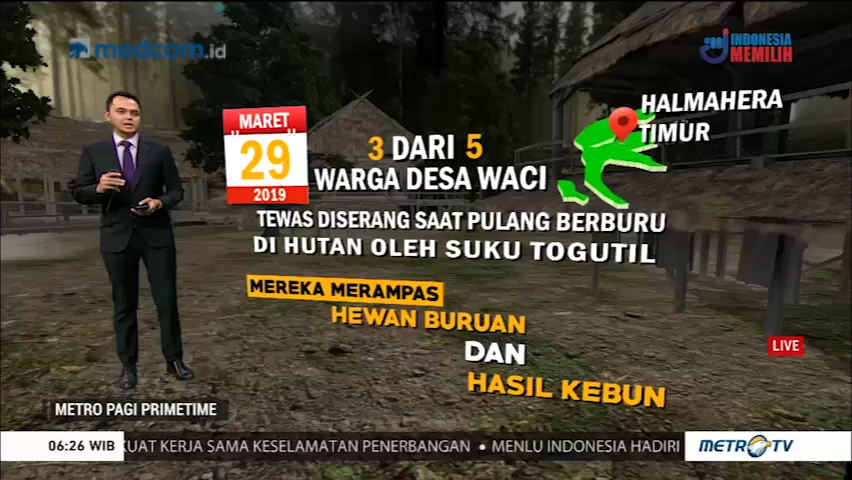 medcom.id
INDONESIA
MEMILIH
MARET
29
2019
3 DARI 5
WARGA DESA WACI
HALMAHERA
TIMUR
TEWAS DISERANG SAAT PULANG BERBURU
DI HUTAN OLEH SUKU TOGUTIL
MEREKA MERAMPAS
HEWAN BURUAN
DAN
HASIL KEBUN
LIVE
METRO PAGI PRIMETIME
06:26 WIB KUAT KERJA SAMA KESELAMATAN PENERBANGAN • MENLU INDONESIA HADIRI METRO TV